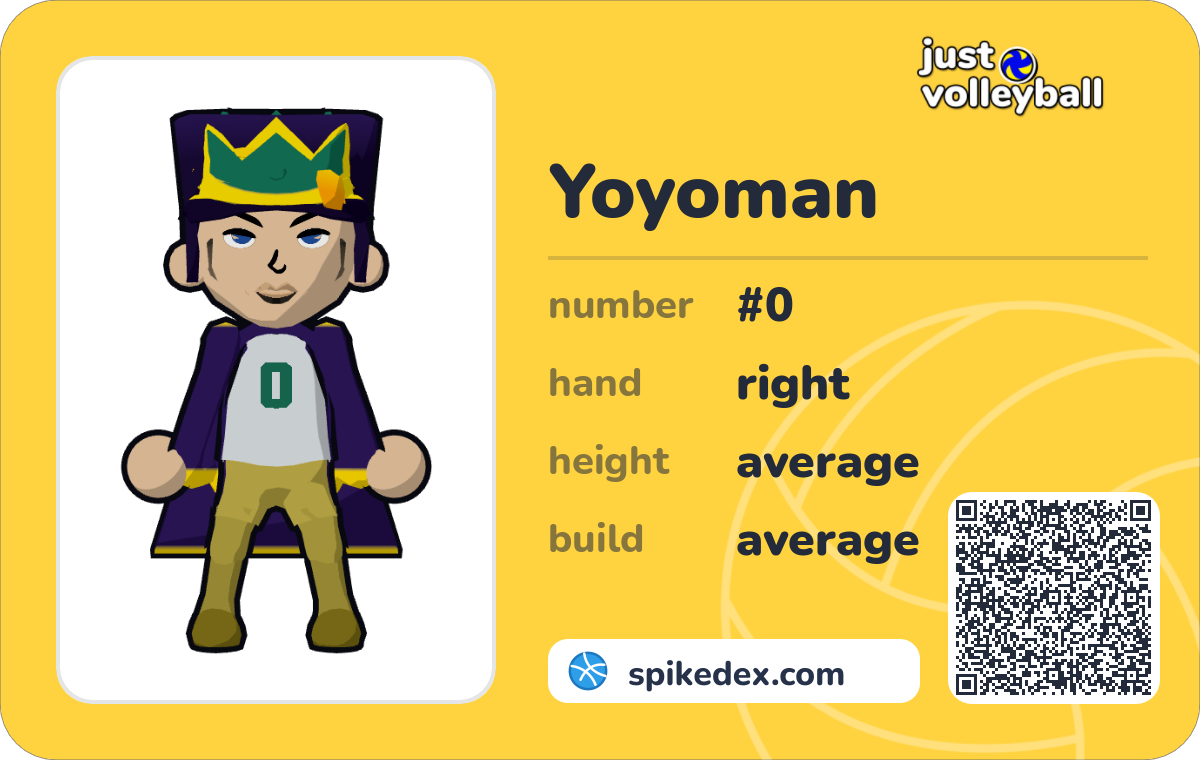 just
volleyball
Yoyoman
number #0
hand right
height average
build average
0
spikedex.com